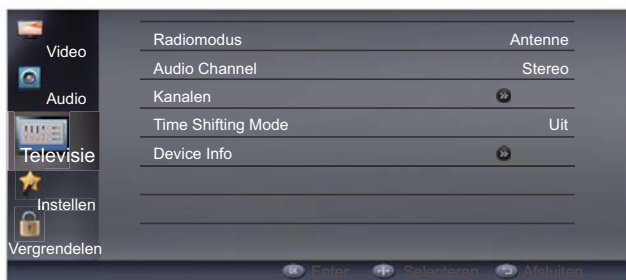 Video
Audio
Televisie
Instellen
Vergrendelen
Radiomodus Antenne
Audio Channel Stereo
Kanalen
Time Shifting Mode Uit
Device Info
Enter Selecteren Afsluiten